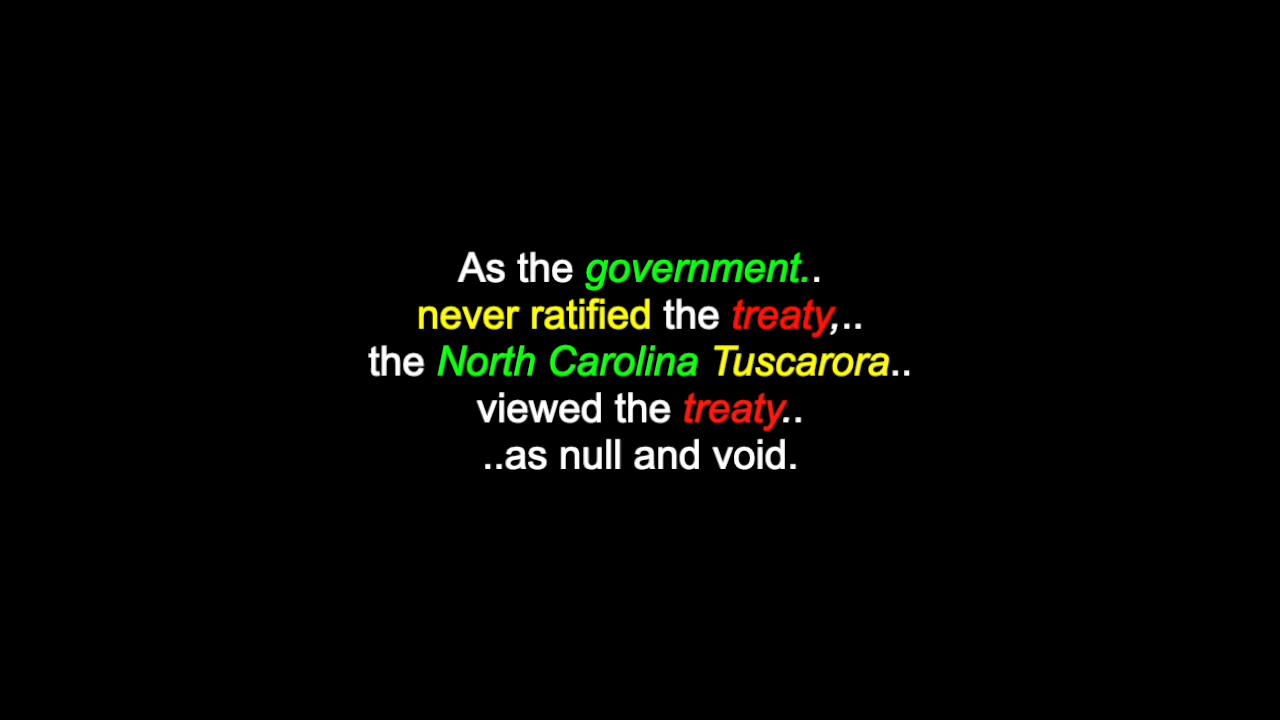 As the government..
never ratified the treaty,..
the North Carolina Tuscarora..
viewed the treaty..
..as null and void.